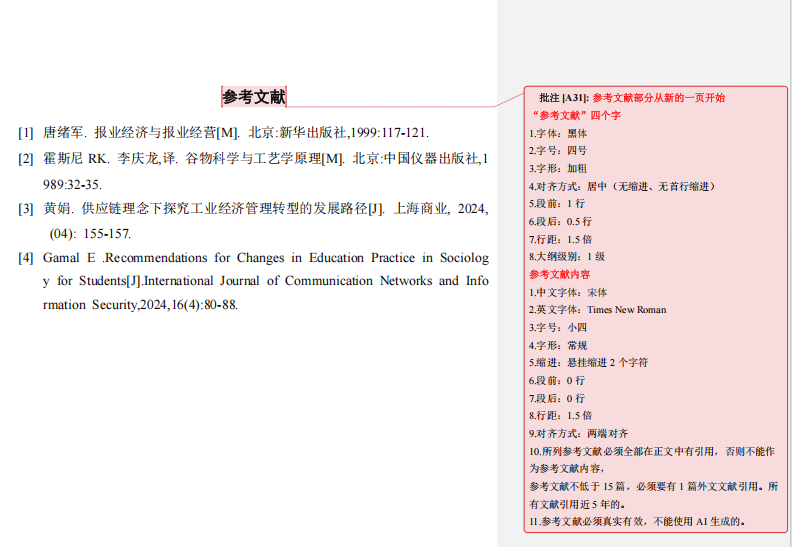 参考文献
[1] 唐绪军. 报业经济与报业经营[M]. 北京:新华出版社,1999:117-121.
[2] 霍斯尼 RK. 李庆龙,译. 谷物科学与工艺学原理[M]. 北京:中国仪器出版社,1
989:32-35.
[3] 黄娟. 供应链理念下探究工业经济管理转型的发展路径[J]. 上海商业, 2024,
(04): 155-157.
[4] Gamal E .Recommendations for Changes in Education Practice in Sociolog
y for Students[J].International Journal of Communication Networks and Info
rmation Security,2024,16(4):80-88.
批注 [A31]: 参考文献部分从新的一页开始
“参考文献”四个字
1.字体：黑体
2.字号：四号
3.字形：加粗
4.对齐方式：居中（无缩进、无首行缩进）
5.段前：1 行
6.段后：0.5 行
7.行距：1.5 倍
8.大纲级别：1 级
参考文献内容
1.中文字体：宋体
2.英文字体：Times New Roman
3.字号：小四
4.字形：常规
5.缩进：悬挂缩进 2 个字符
6.段前：0 行
7.段后：0 行
8.行距：1.5 倍
9.对齐方式：两端对齐
10.所列参考文献必须全部在正文中有引用，否则不能作
为参考文献内容，
参考文献不低于 15 篇，必须要有 1 篇外文文献引用。所
有文献引用近 5 年的。
11.参考文献必须真实有效，不能使用 AI 生成的。